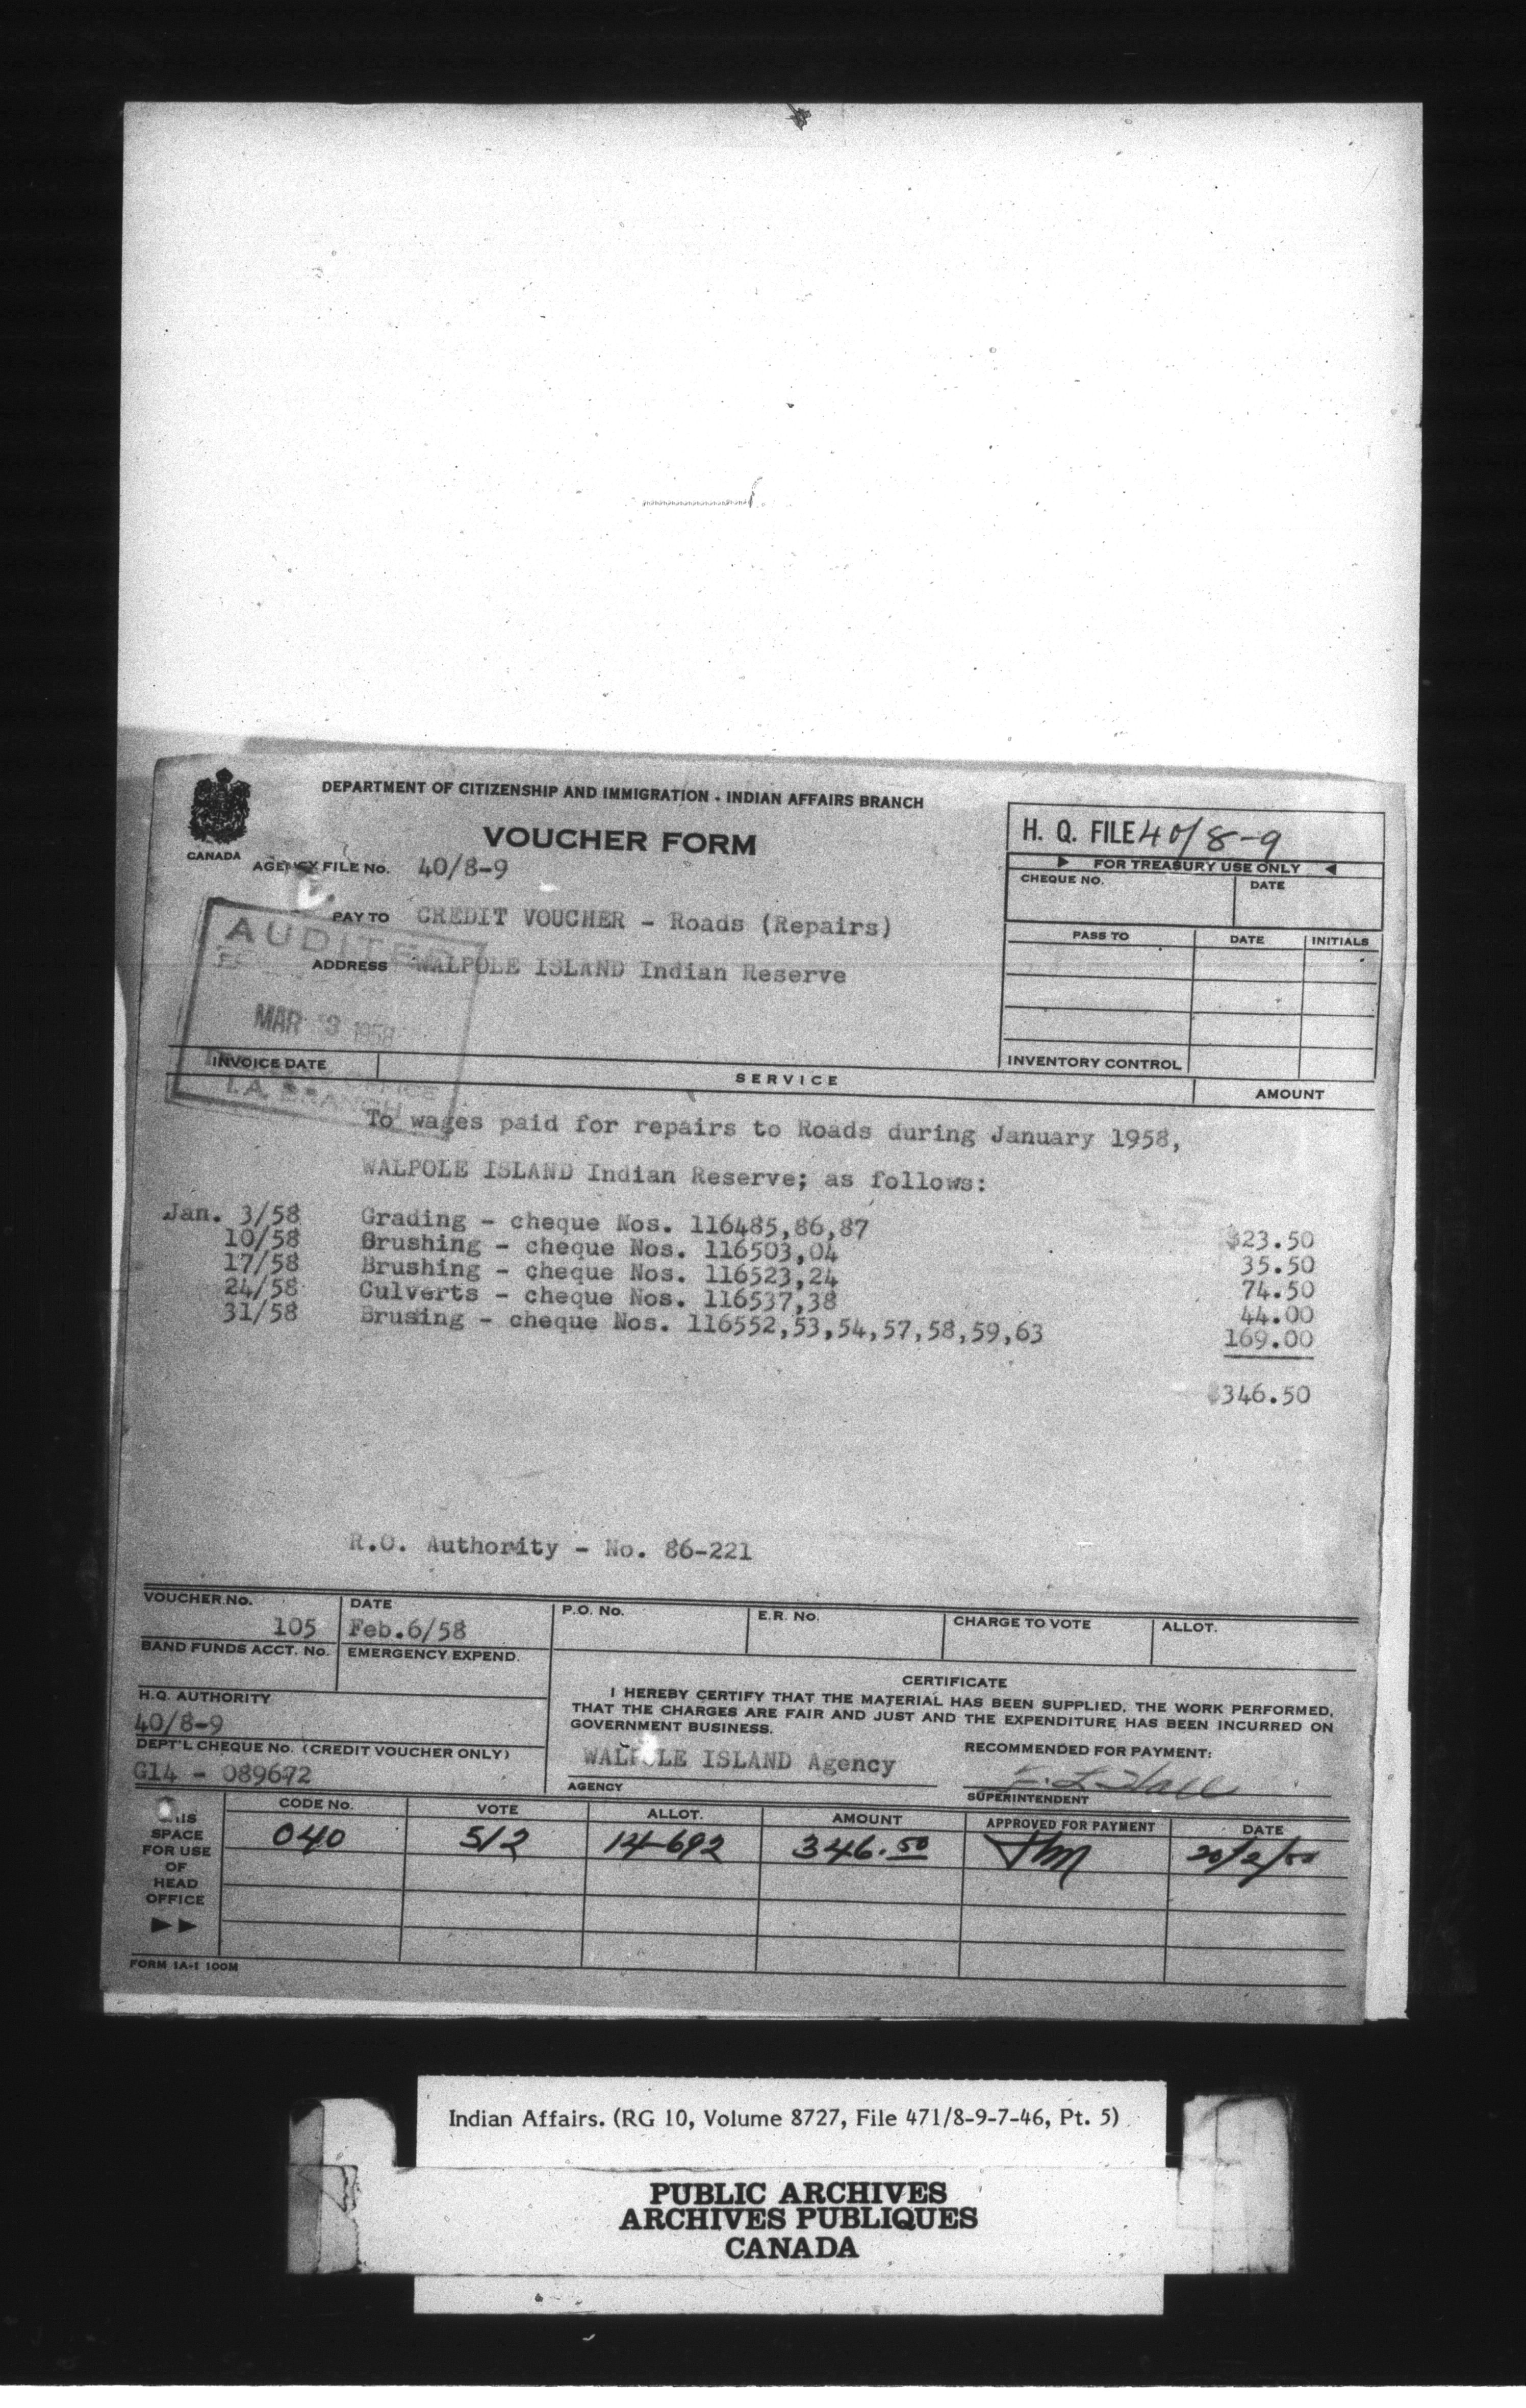 DEPARTMENT OF CITIZENSHIP AND IMMIGRATION - INDIAN AFFAIRS BRANCH
VOUCHER FORM
CANADA
AGENCY FILE No. 40/8-9
H. Q. FILE 40/8-9
FOR TREASURY USE ONLY
CHEQUE NO. DATE
PAY TO CREDIT VOUCHER - Roads (Repairs)
AUDITED
PASS TO DATE INITIALS
ADDRESS WALPOLE ISLAND Indian Reserve
MAR 3 1958
INVENTORY CONTROL
INVOICE DATE SERVICE AMOUNT
I.A. BRANCH
To wages paid for repairs to Roads during January 1958,
WALPOLE ISLAND Indian Reserve; as follows:
Jan. 3/58 Grading - cheque Nos. 116485,86,87 $23.50
10/58 Brushing - cheque Nos. 116503,04 35.50
17/58 Brushing - cheque Nos. 116523,24 74.50
24/58 Culverts - cheque Nos. 116537,38 44.00
31/58 Brusing - cheque Nos. 116552,53,54,57,58,59,63 169.00
$346.50
R.O. Authority - No. 86-221
VOUCHER No. DATE P.O. No. E.R. No. CHARGE TO VOTE ALLOT.
105 Feb.6/58
BAND FUNDS ACCT. No. EMERGENCY EXPEND.
CERTIFICATE
I HEREBY CERTIFY THAT THE MATERIAL HAS BEEN SUPPLIED, THE WORK PERFORMED,
THAT THE CHARGES ARE FAIR AND JUST AND THE EXPENDITURE HAS BEEN INCURRED ON
GOVERNMENT BUSINESS.
H.Q. AUTHORITY
40/8-9
DEPT'L CHEQUE No. (CREDIT VOUCHER ONLY)
G14 - 089672
WALPOLE ISLAND Agency
AGENCY
RECOMMENDED FOR PAYMENT:
SUPERINTENDENT
THIS SPACE FOR USE OF HEAD OFFICE
CODE No. VOTE ALLOT. AMOUNT APPROVED FOR PAYMENT DATE
040 512 14-692 346.50
FORM IA-1 100M
Indian Affairs. (RG 10, Volume 8727, File 471/8-9-7-46, Pt. 5)
PUBLIC ARCHIVES
ARCHIVES PUBLIQUES
CANADA